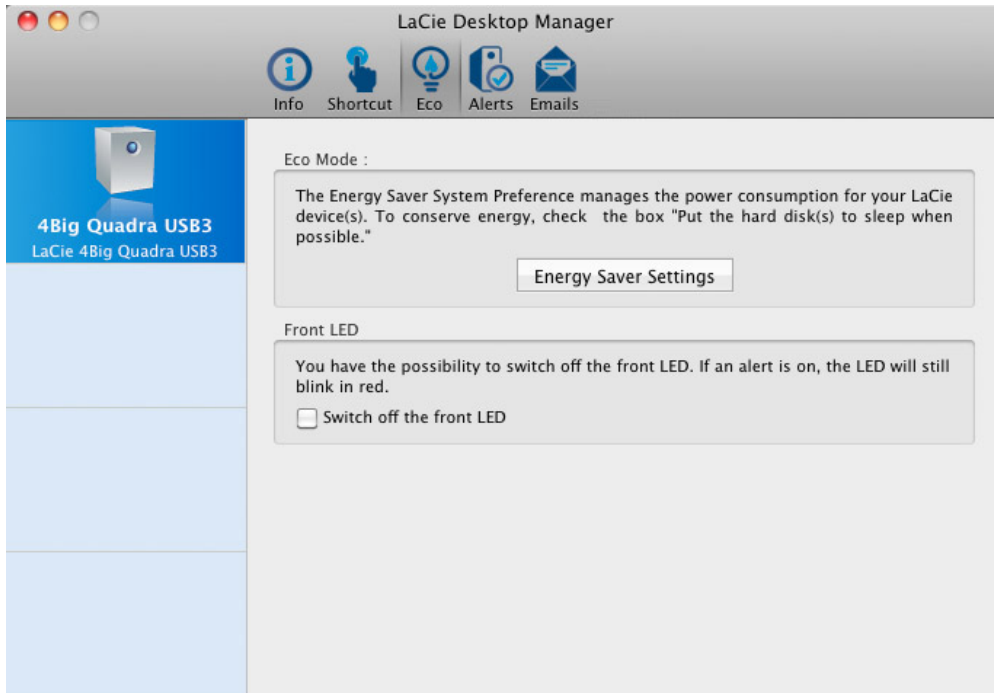 LaCie Desktop Manager
Info Shortcut Eco Alerts Emails
4Big Quadra USB3
LaCie 4Big Quadra USB3
Eco Mode :
The Energy Saver System Preference manages the power consumption for your LaCie
device(s). To conserve energy, check the box "Put the hard disk(s) to sleep when
possible."
Energy Saver Settings
Front LED
You have the possibility to switch off the front LED. If an alert is on, the LED will still
blink in red.
Switch off the front LED